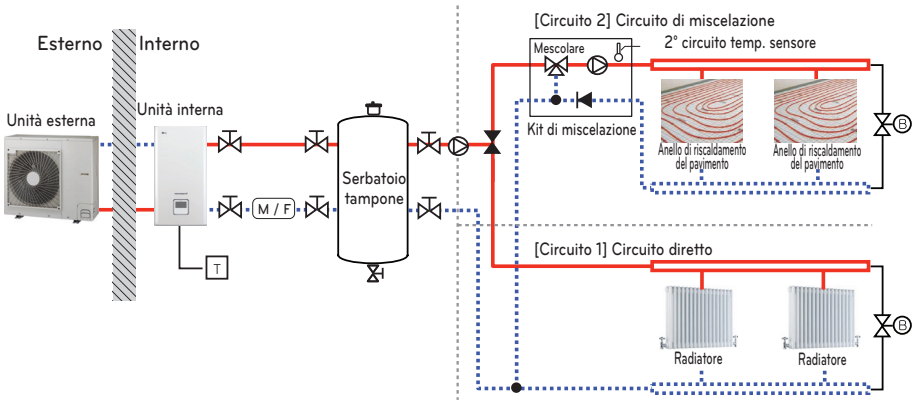 Esterno
Interno
Unità esterna
Unità interna
T
M / F
Serbatoio
tampone
[Circuito 2] Circuito di miscelazione
Mescolare
2° circuito temp. sensore
Kit di miscelazione
Anello di riscaldamento
del pavimento
Anello di riscaldamento
del pavimento
B
[Circuito 1] Circuito diretto
Radiatore
Radiatore
B